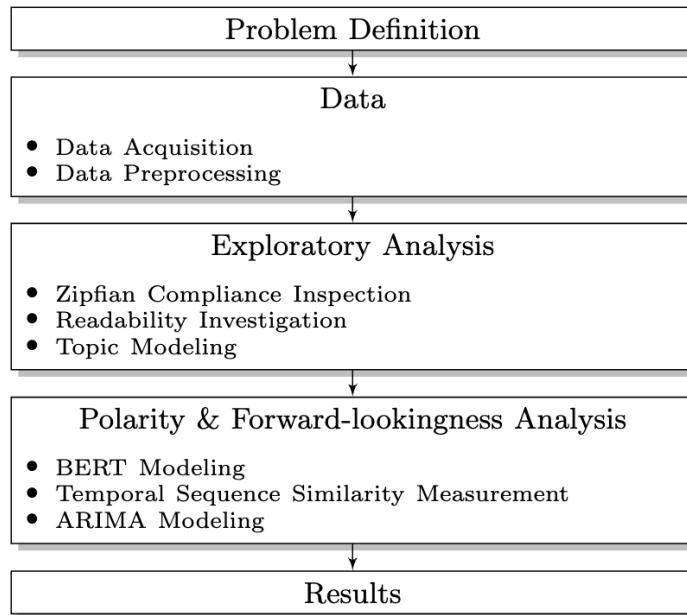 Problem Definition
Data
• Data Acquisition
• Data Preprocessing
Exploratory Analysis
• Zipfian Compliance Inspection
• Readability Investigation
• Topic Modeling
Polarity & Forward-lookingness Analysis
• BERT Modeling
• Temporal Sequence Similarity Measurement
• ARIMA Modeling
Results